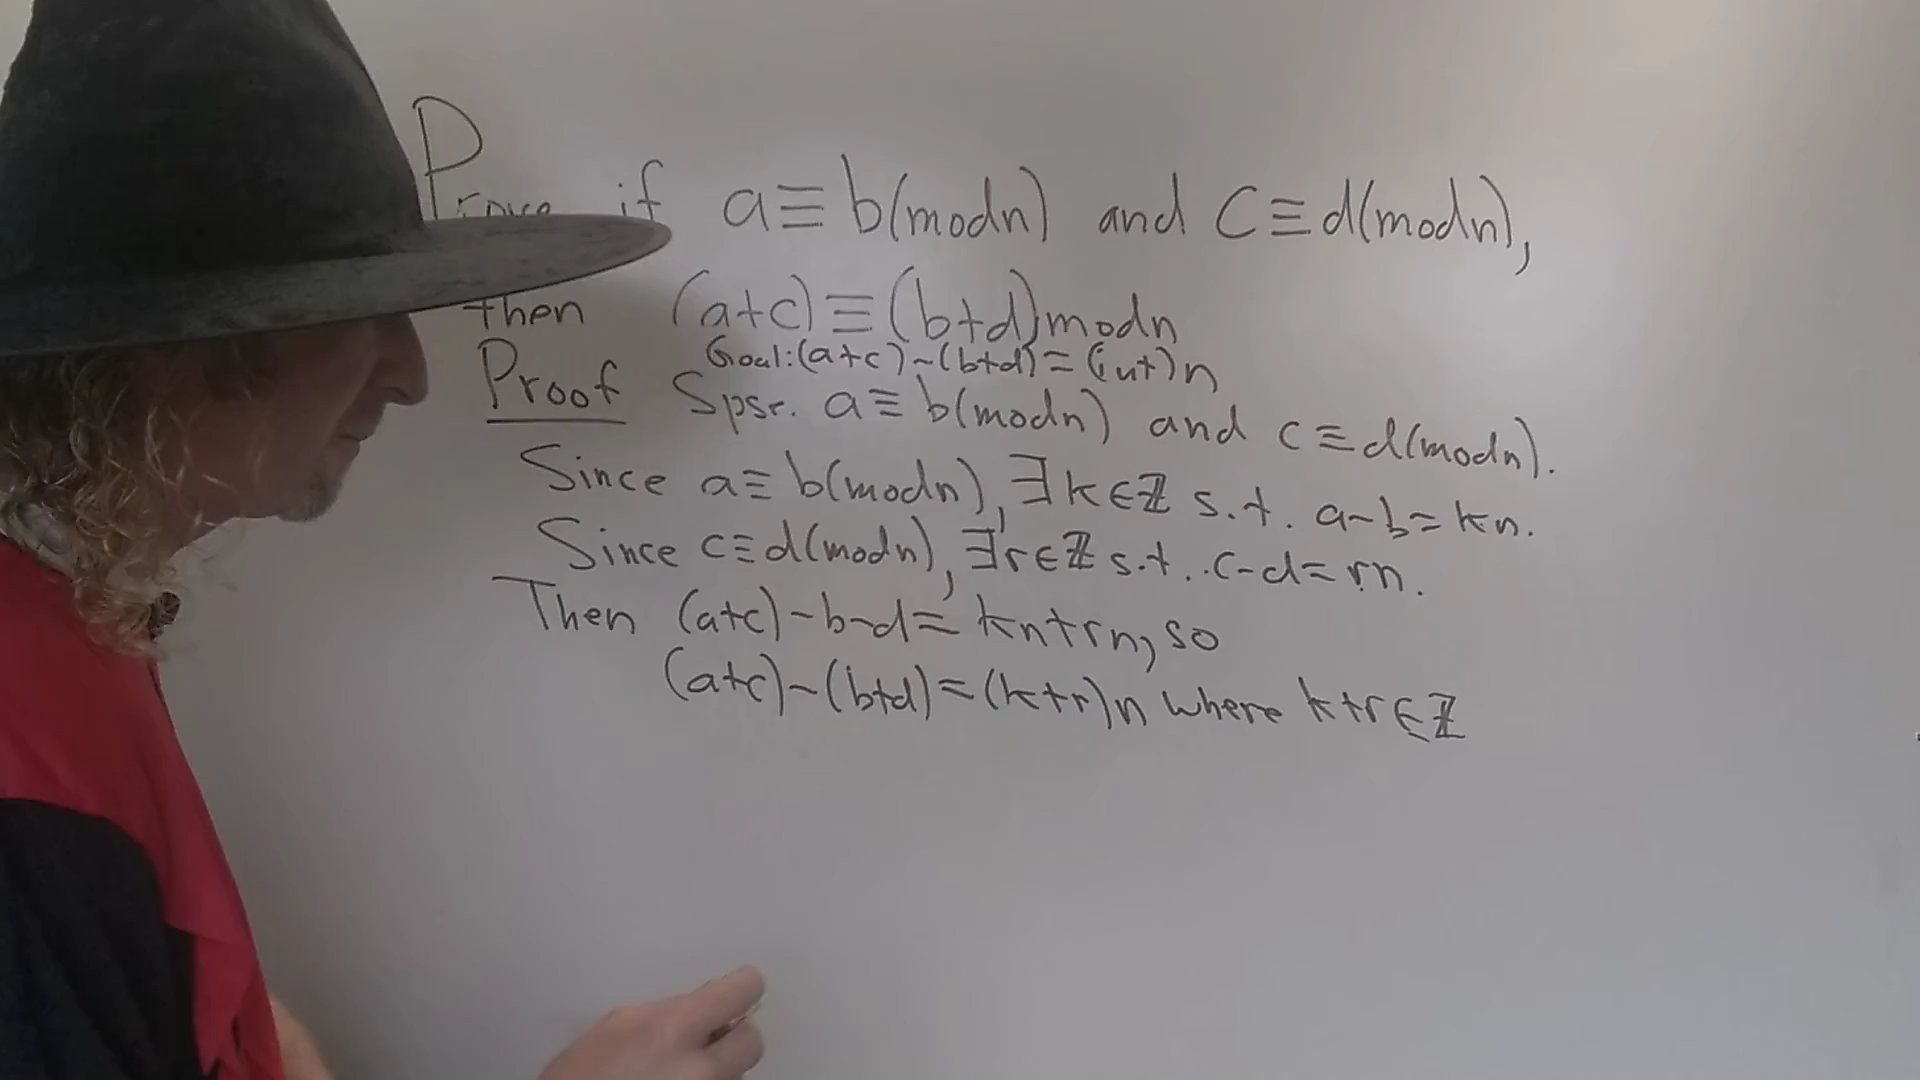 Prove if a≡b(modn) and C≡d(modn),
then (a+c)≡(b+d)modn
Goal:(a+c)-(b+d)=(int)n
Proof Spse. a≡b(modn) and c≡d(modn).
Since a≡b(modn), ∃k∈ℤ s.t. a-b=kn.
Since c≡d(modn), ∃r∈ℤ s.t. c-d=rn.
Then (a+c)-b-d=kn+rn, so
(a+c)-(b+d)=(k+r)n where k+r∈ℤ